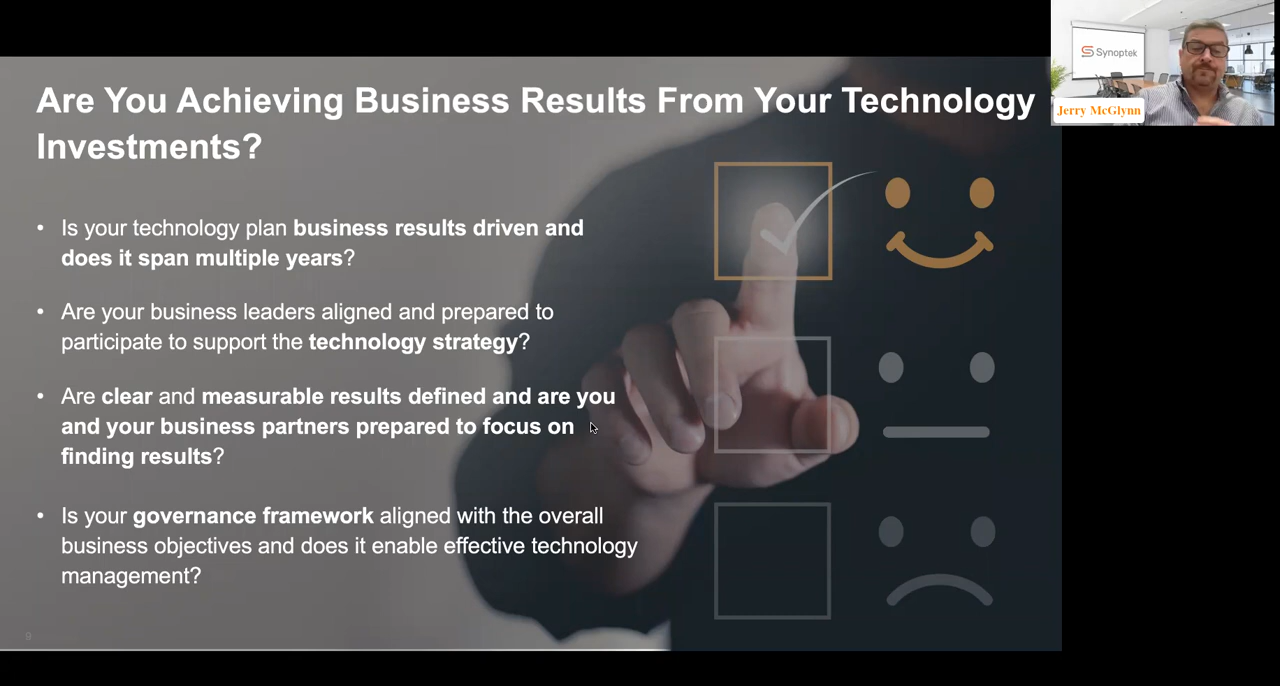 Are You Achieving Business Results From Your Technology
Investments?
• Is your technology plan business results driven and
does it span multiple years?
• Are your business leaders aligned and prepared to
participate to support the technology strategy?
• Are clear and measurable results defined and are you
and your business partners prepared to focus on
finding results?
• Is your governance framework aligned with the overall
business objectives and does it enable effective technology
management?
9
Synoptek
Jerry McGlynn